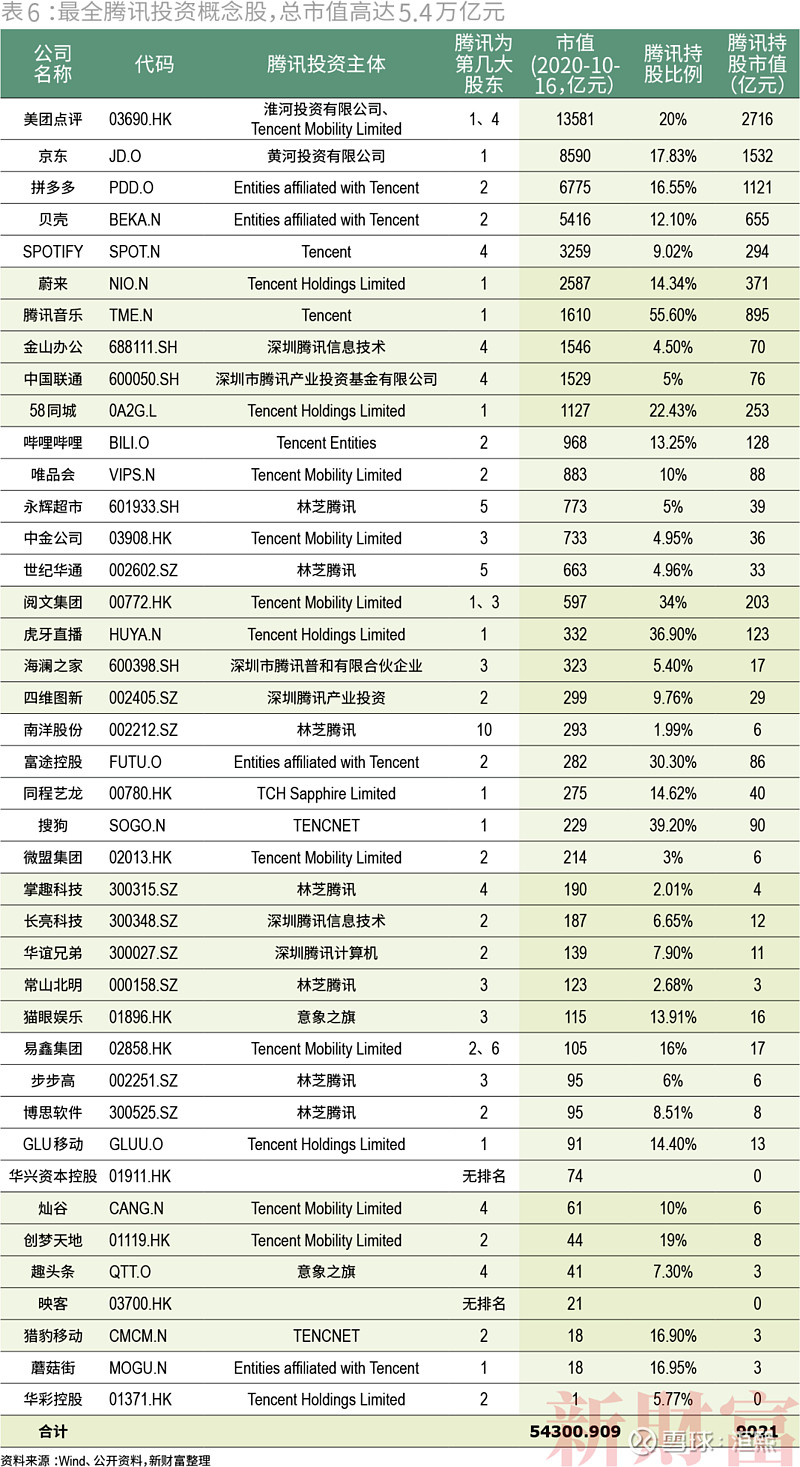 表6：最全腾讯投资概念股，总市值高达5.4万亿元
公司名称 代码 腾讯投资主体 腾讯为第几大股东 市值(2020-10-16,亿元) 腾讯持股比例 腾讯持股市值(亿元)
美团点评 03690.HK 淮河投资有限公司、Tencent Mobility Limited 1、4 13581 20% 2716
京东 JD.O 黄河投资有限公司 1 8590 17.83% 1532
拼多多 PDD.O Entities affiliated with Tencent 2 6775 16.55% 1121
贝壳 BEKA.N Entities affiliated with Tencent 2 5416 12.10% 655
SPOTIFY SPOT.N Tencent 4 3259 9.02% 294
蔚来 NIO.N Tencent Holdings Limited 1 2587 14.34% 371
腾讯音乐 TME.N Tencent 1 1610 55.60% 895
金山办公 688111.SH 深圳腾讯信息技术 4 1546 4.50% 70
中国联通 600050.SH 深圳市腾讯产业投资基金有限公司 4 1529 5% 76
58同城 0A2G.L Tencent Holdings Limited 1 1127 22.43% 253
哔哩哔哩 BILI.O Tencent Entities 2 968 13.25% 128
唯品会 VIPS.N Tencent Mobility Limited 2 883 10% 88
永辉超市 601933.SH 林芝腾讯 5 773 5% 39
中金公司 03908.HK Tencent Mobility Limited 3 733 4.95% 36
世纪华通 002602.SZ 林芝腾讯 5 663 4.96% 33
阅文集团 00772.HK Tencent Mobility Limited 1、3 597 34% 203
虎牙直播 HUYA.N Tencent Holdings Limited 1 332 36.90% 123
海澜之家 600398.SH 深圳市腾讯普和有限合伙企业 3 323 5.40% 17
四维图新 002405.SZ 深圳腾讯产业投资 2 299 9.76% 29
南洋股份 002212.SZ 林芝腾讯 10 293 1.99% 6
富途控股 FUTU.O Entities affiliated with Tencent 2 282 30.30% 86
同程艺龙 00780.HK TCH Sapphire Limited 1 275 14.62% 40
搜狗 SOGO.N TENCNET 1 229 39.20% 90
微盟集团 02013.HK Tencent Mobility Limited 2 214 3% 6
掌趣科技 300315.SZ 林芝腾讯 4 190 2.01% 4
长亮科技 300348.SZ 深圳腾讯信息技术 2 187 6.65% 12
华谊兄弟 300027.SZ 深圳腾讯计算机 2 139 7.90% 11
常山北明 000158.SZ 林芝腾讯 3 123 2.68% 3
猫眼娱乐 01896.HK 意象之旗 3 115 13.91% 16
易鑫集团 02858.HK Tencent Mobility Limited 2、6 105 16% 17
步步高 002251.SZ 林芝腾讯 3 95 6% 6
博思软件 300525.SZ 林芝腾讯 2 95 8.51% 8
GLU移动 GLUU.O Tencent Holdings Limited 1 91 14.40% 13
华兴资本控股 01911.HK 无排名 74 0
灿谷 CANG.N Tencent Mobility Limited 4 61 10% 6
创梦天地 01119.HK Tencent Mobility Limited 2 44 19% 8
趣头条 QTT.O 意象之旗 4 41 7.30% 3
映客 03700.HK 无排名 21 0
猎豹移动 CMCM.N TENCNET 2 18 16.90% 3
蘑菇街 MOGU.N Entities affiliated with Tencent 1 18 16.95% 3
华彩控股 01371.HK Tencent Holdings Limited 2 1 5.77% 0
合计 54300.909 9021
新财富
雪球：
资料来源：Wind、公开资料，新财富整理